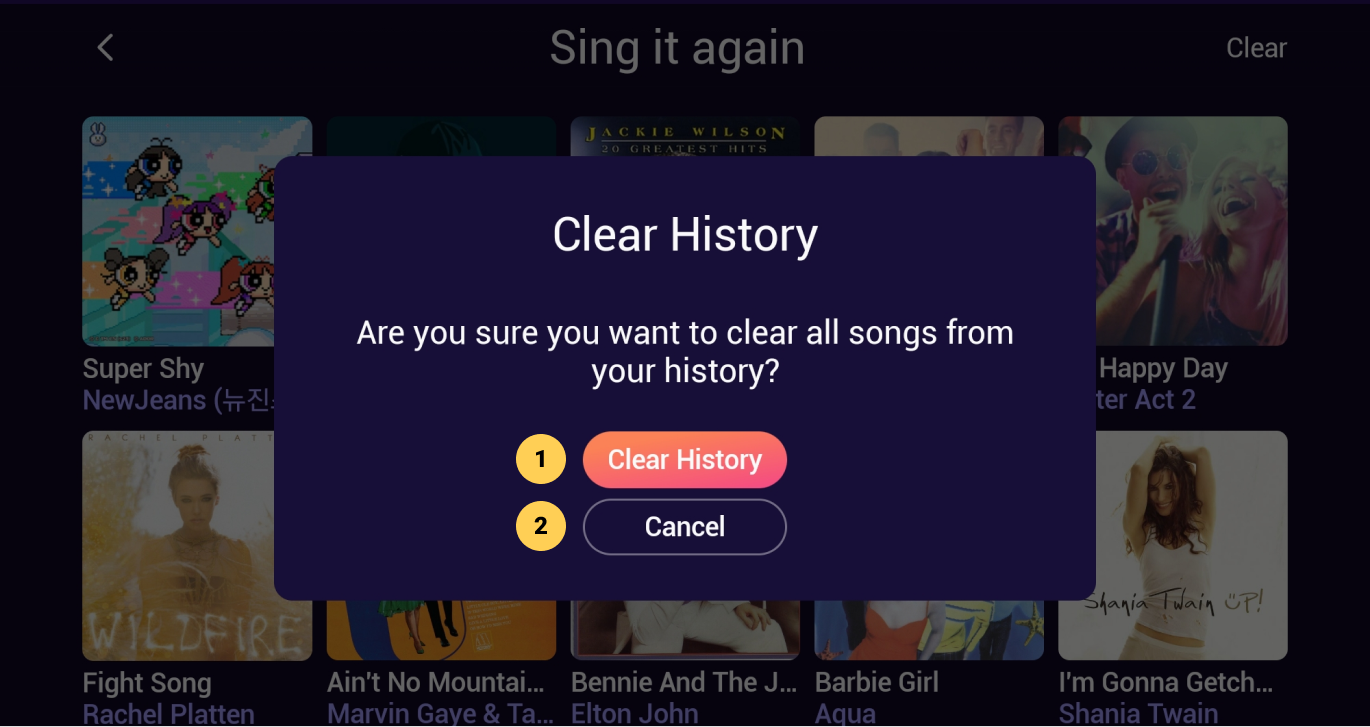 Sing it again
Clear
JACKIE WILSON
20 GREATEST HITS
Clear History
Are you sure you want to clear all songs from
your history?
Super Shy
Happy Day
NewJeans (뉴진
ter Act 2
RACHEL PLATT
1 Clear History
2 Cancel
WILDFIRE
Shania Twain UP!
Fight Song
Ain't No Mountai...
Bennie And The J...
Barbie Girl
I'm Gonna Getch...
Rachel Platten
Marvin Gaye & Ta...
Elton John
Aqua
Shania Twain